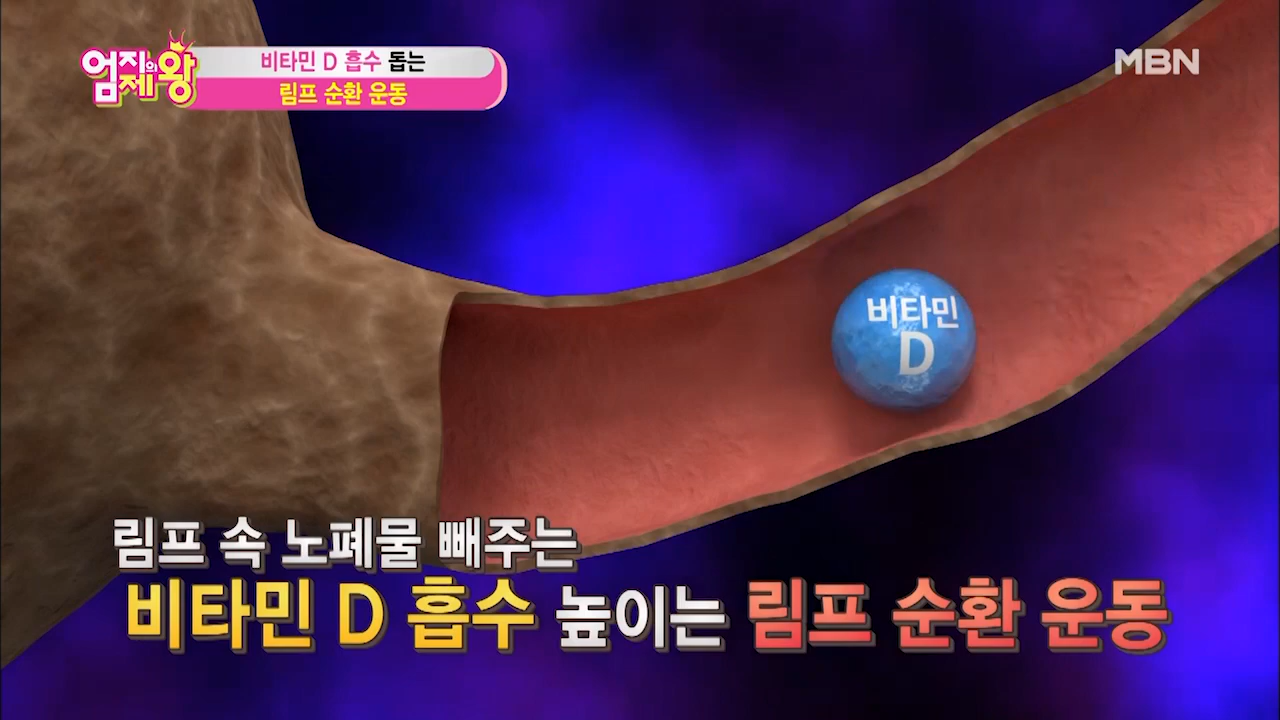 엄지의 제왕
비타민 D 흡수 돕는
림프 순환 운동
MBN
비타민
D
림프 속 노폐물 빼주는
비타민 D 흡수 높이는 림프 순환 운동